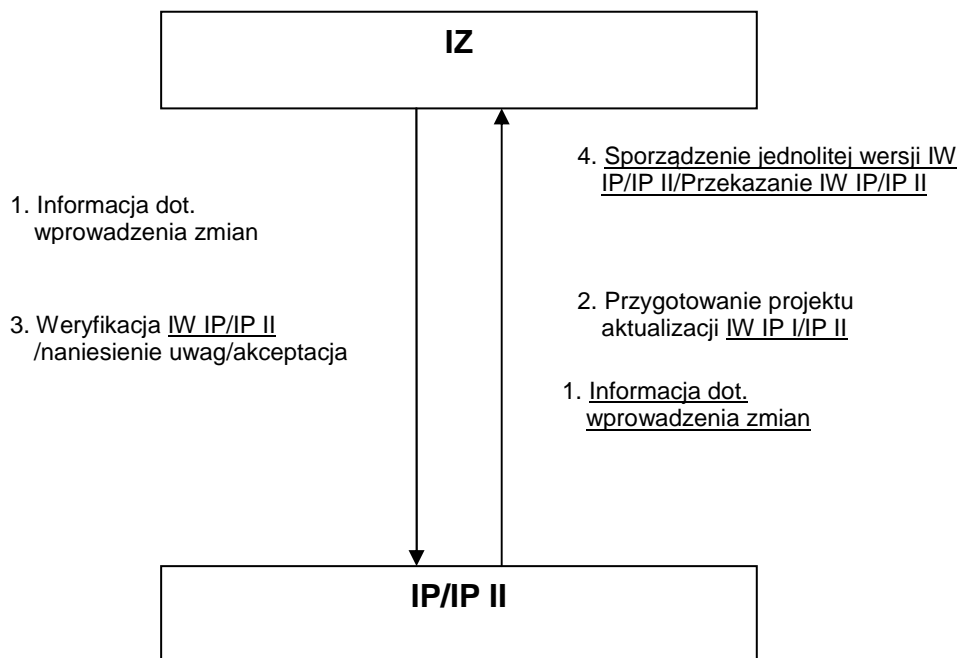 IZ
4. Sporządzenie jednolitej wersji IW
IP/IP II/Przekazanie IW IP/IP II
1. Informacja dot.
wprowadzenia zmian
2. Przygotowanie projektu
aktualizacji IW IP I/IP II
3. Weryfikacja IW IP/IP II
/naniesienie uwag/akceptacja
1. Informacja dot.
wprowadzenia zmian
IP/IP II